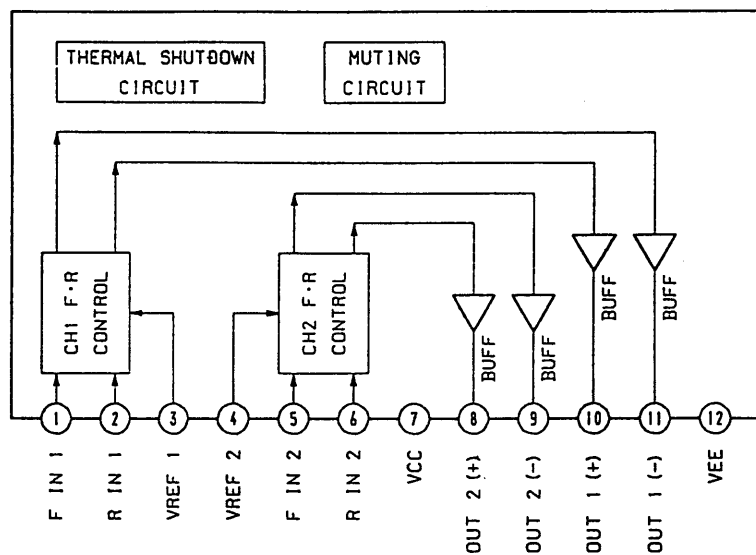 THERMAL SHUTDOWN
CIRCUIT
MUTING
CIRCUIT
CH1 F·R
CONTROL
CH2 F·R
CONTROL
BUFF
BUFF
BUFF
BUFF
1
2
3
4
5
6
7
8
9
10
11
12
F IN 1
R IN 1
VREF 1
VREF 2
F IN 2
R IN 2
VCC
OUT 2 (+)
OUT 2 (-)
OUT 1 (+)
OUT 1 (-)
VEE